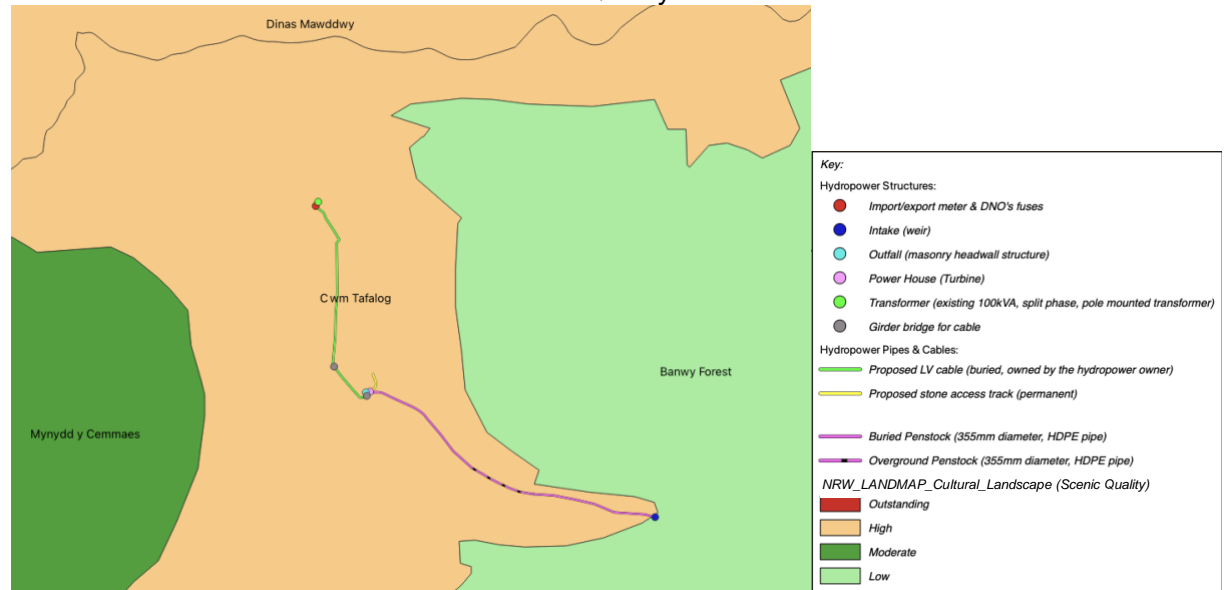 Dinas Mawddwy
Cwm Tafalog
Banwy Forest
Mynydd y Cemmaes
Key:
Hydropower Structures:
Import/export meter & DNO's fuses
Intake (weir)
Outfall (masonry headwall structure)
Power House (Turbine)
Transformer (existing 100kVA, split phase, pole mounted transformer)
Girder bridge for cable
Hydropower Pipes & Cables:
Proposed LV cable (buried, owned by the hydropower owner)
Proposed stone access track (permanent)
Buried Penstock (355mm diameter, HDPE pipe)
Overground Penstock (355mm diameter, HDPE pipe)
NRW_LANDMAP_Cultural_Landscape (Scenic Quality)
Outstanding
High
Moderate
Low